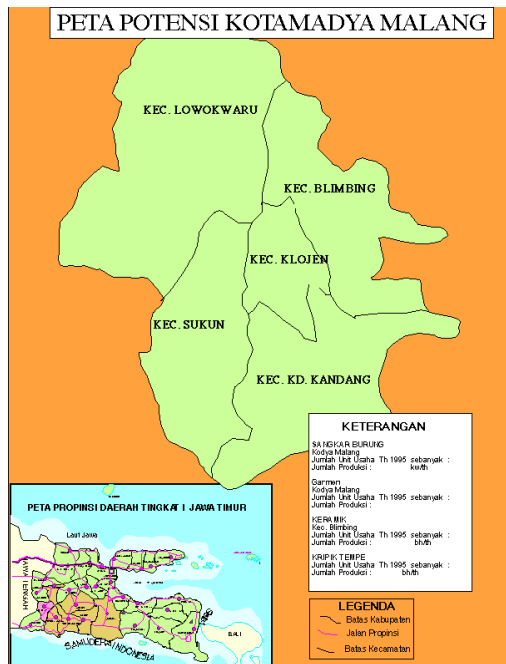 PETA POTENSI KOTAMADYA MALANG
KEC. LOWOKWARU
KEC. BLIMBING
KEC. KLOJEN
KEC. SUKUN
KEC. KD. KANDANG
KETERANGAN
SANGKAR BURUNG
Kodya Malang
Jumlah Unit Usaha Th 1995 sebanyak :
Jumlah Produksi : kw/th
Garmen
Kodya Malang
Jumlah Unit Usaha Th 1995 sebanyak :
Jumlah Produksi :
KERAMIK
Kec. Blimbing
Jumlah Unit Usaha Th 1995 sebanyak :
Jumlah Produksi : bh/th
KRIPIK TEMPE
Jumlah Unit Usaha Th 1995 sebanyak :
Jumlah Produksi : bh/th
PETA PROPINSI DAERAH TINGKAT I JAWA TIMUR
Laut Jawa
BALI
SAMUDERA INDONESIA
LEGENDA
Batas Kabupaten
Jalan Propinsi
Batas Kecamatan